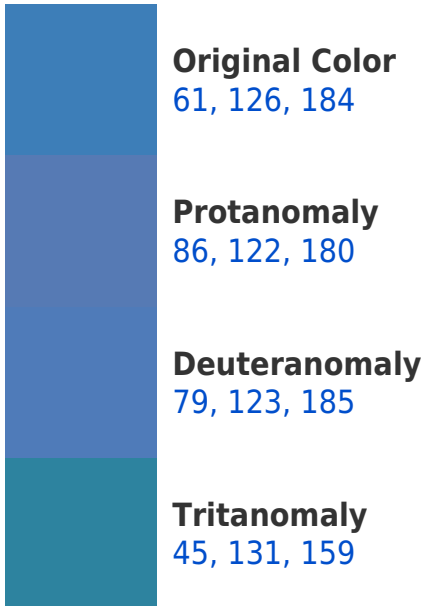 Original Color
61, 126, 184
Protanomaly
86, 122, 180
Deuteranomaly
79, 123, 185
Tritanomaly
45, 131, 159